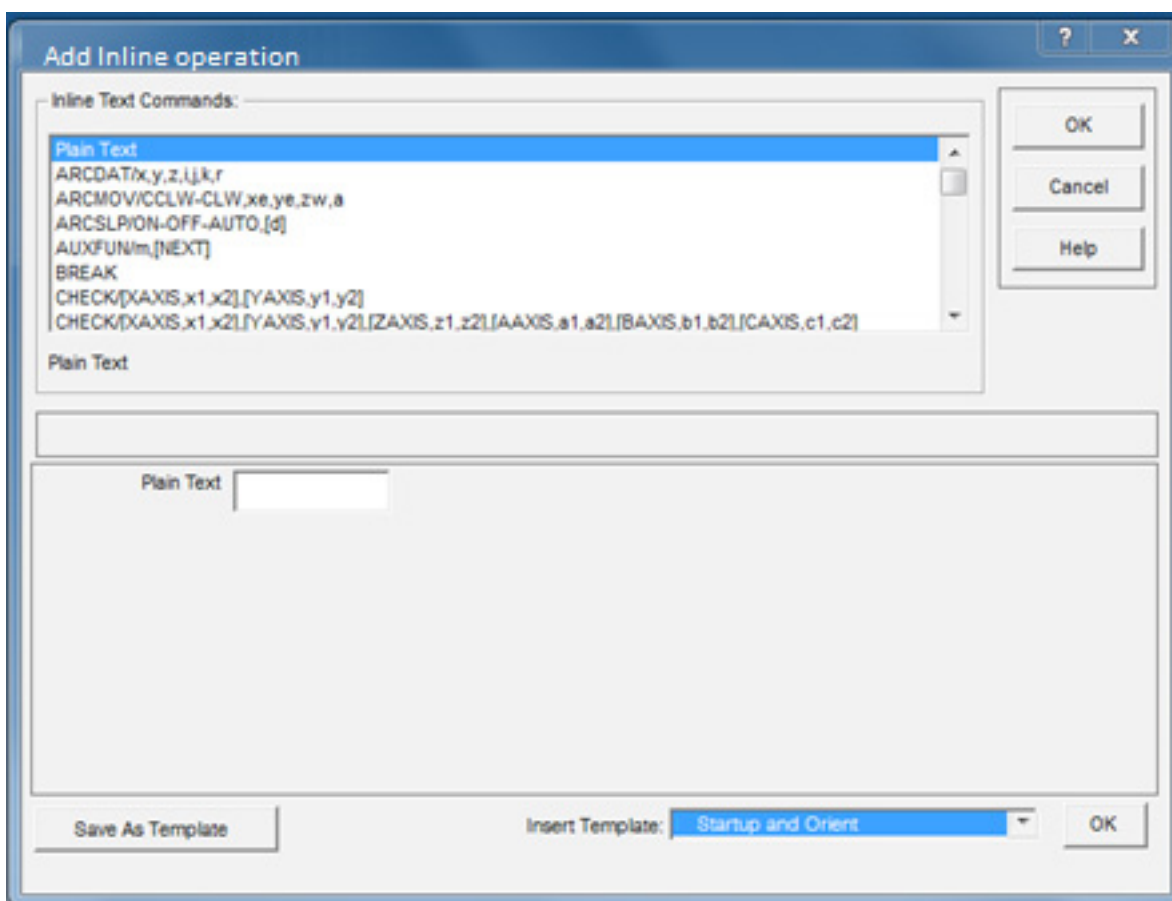 Add Inline operation
? x
Inline Text Commands:
Plain Text
ARCDAT/x,y,z,i,j,k,r
ARCMOV/CCLW-CLW,xe,ye,zw,a
ARCSLP/ON-OFF-AUTO,[d]
AUXFUN/m,[NEXT]
BREAK
CHECK/[XAXIS,x1,x2],[YAXIS,y1,y2]
CHECK/[XAXIS,x1,x2],[YAXIS,y1,y2],[ZAXIS,z1,z2],[AAXIS,a1,a2],[BAXIS,b1,b2],[CAXIS,c1,c2]
Plain Text
OK
Cancel
Help
Plain Text
Save As Template
Insert Template: Startup and Orient
OK